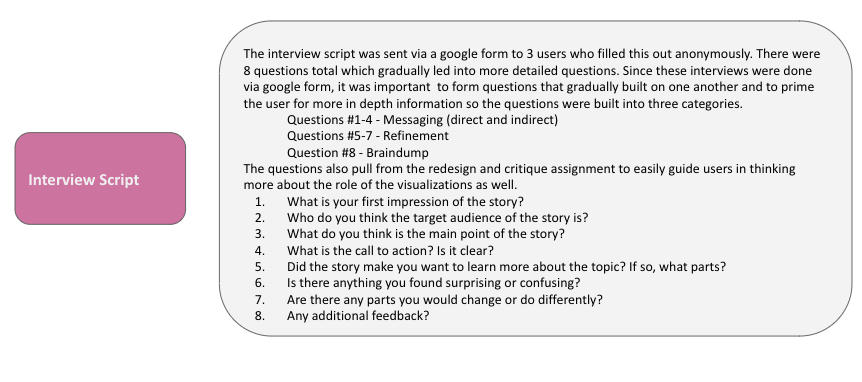 Interview Script
The interview script was sent via a google form to 3 users who filled this out anonymously. There were
8 questions total which gradually led into more detailed questions. Since these interviews were done
via google form, it was important  to form questions that gradually built on one another and to prime
the user for more in depth information so the questions were built into three categories.
Questions #1-4 - Messaging (direct and indirect)
Questions #5-7 - Refinement
Question #8 - Braindump
The questions also pull from the redesign and critique assignment to easily guide users in thinking
more about the role of the visualizations as well.
1. What is your first impression of the story?
2. Who do you think the target audience of the story is?
3. What do you think is the main point of the story?
4. What is the call to action? Is it clear?
5. Did the story make you want to learn more about the topic? If so, what parts?
6. Is there anything you found surprising or confusing?
7. Are there any parts you would change or do differently?
8. Any additional feedback?